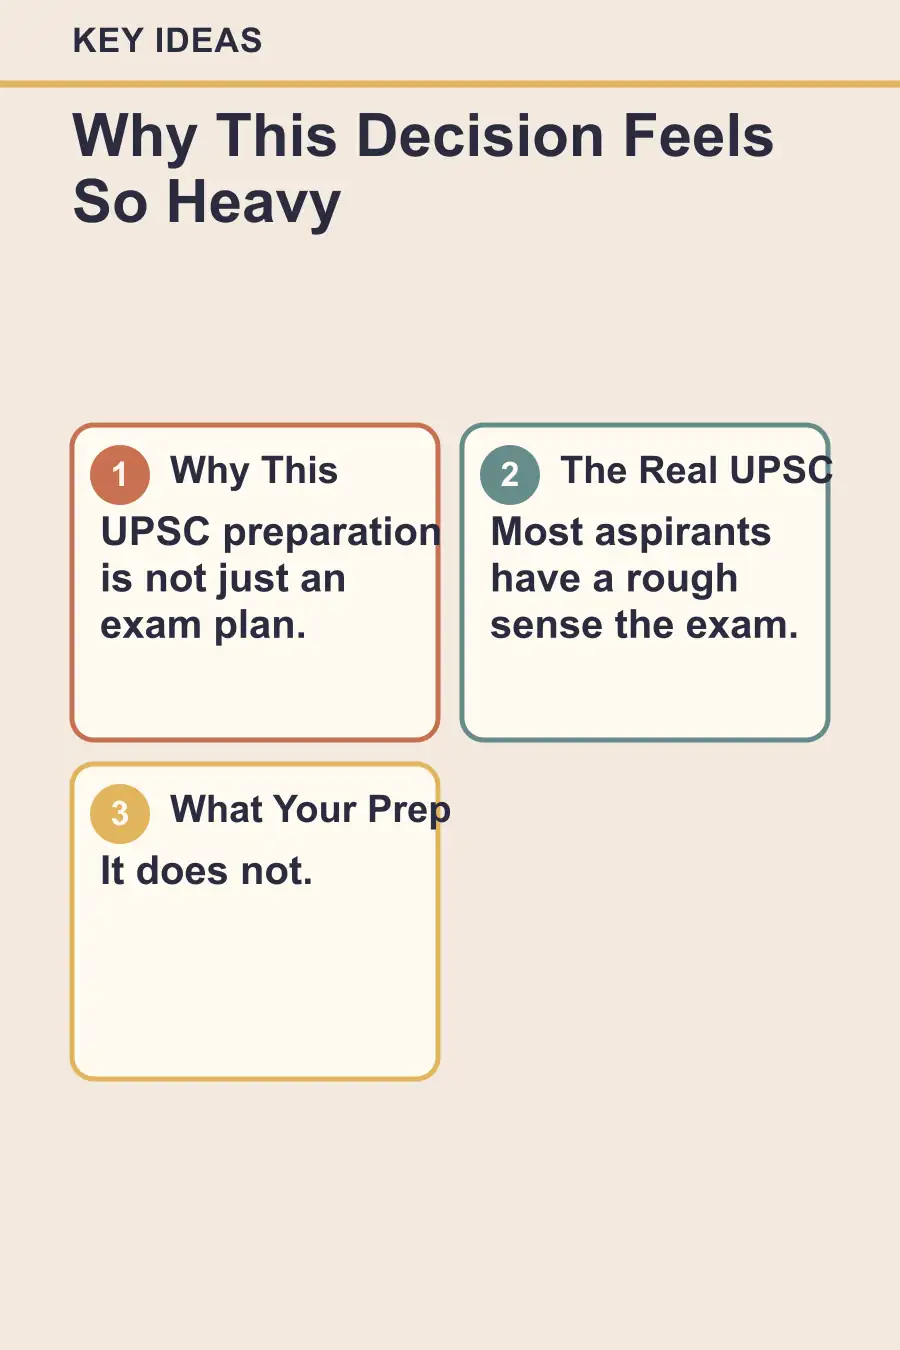 KEY IDEAS
Why This Decision Feels
So Heavy
1 Why This
UPSC preparation
is not just an
exam plan.
2 The Real UPSC
Most aspirants
have a rough
sense the exam.
3 What Your Prep
It does not.